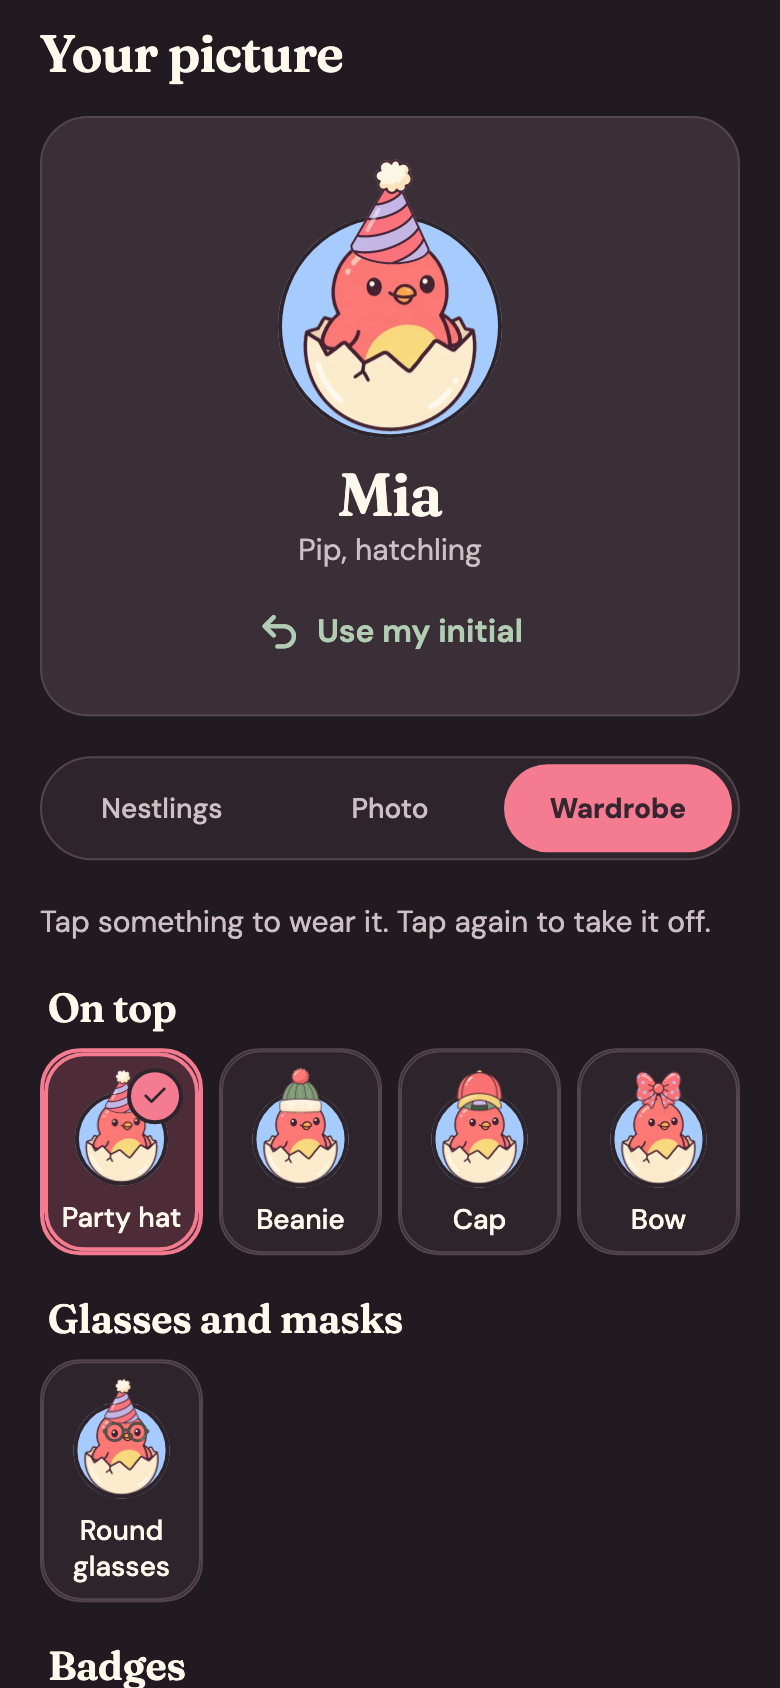 Your picture
Mia
Pip, hatchling
Use my initial
Nestlings
Photo
Wardrobe
Tap something to wear it. Tap again to take it off.
On top
Party hat
Beanie
Cap
Bow
Glasses and masks
Round
glasses
Badges